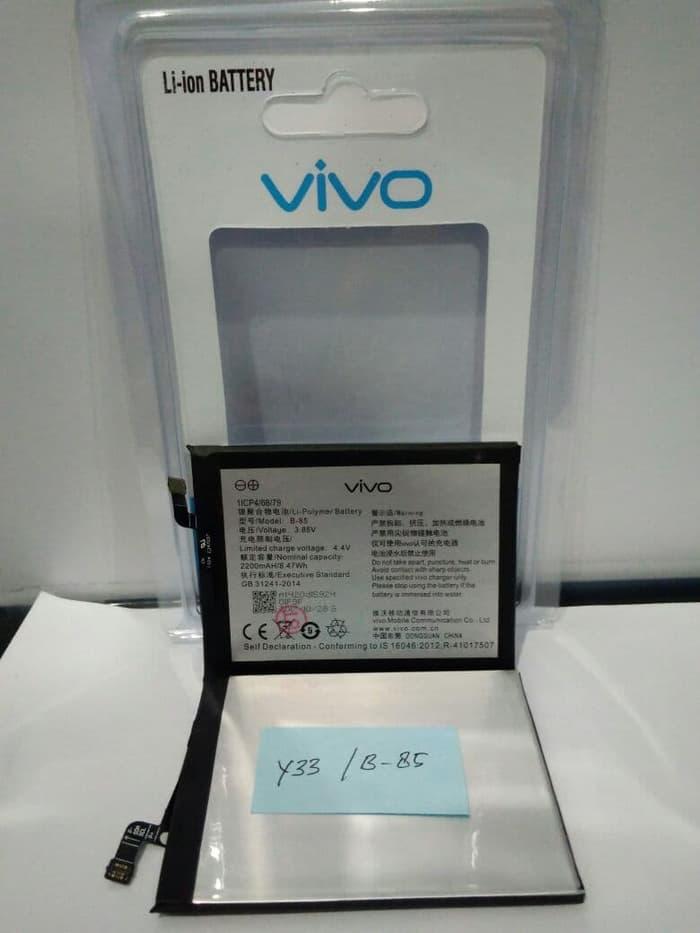 Li-ion BATTERY
vivo
vivo
1ICP4/68/79
锂聚合物电池/Li-Polymer Battery
型号/Model: B-85
电压/Voltage: 3.85V
充电限制电压/
Limited charge voltage: 4.4V
额定容量/Nominal capacity:
2200mAh/8.47Wh
执行标准/Executive Standard
GB 31241-2014
警示语/Warning
严禁拆卸、挤压、加热或燃烧电池
严禁用尖锐物碰撞电池
仅可使用vivo认可充电器
电池浸水后禁止使用
Do not take apart, puncture, heat or burn
Avoid contact with sharp objects
Use specified vivo charger only
Please stop using the battery if the
battery is immersed in water
维沃移动通信有限公司
vivo Mobile Communication Co., Ltd
www.vivo.com.cn
中国东莞 DONGGUAN CHINA
CE
Self Declaration - Conforming to IS 16046:2012, R-41017507
Y33 / B-85